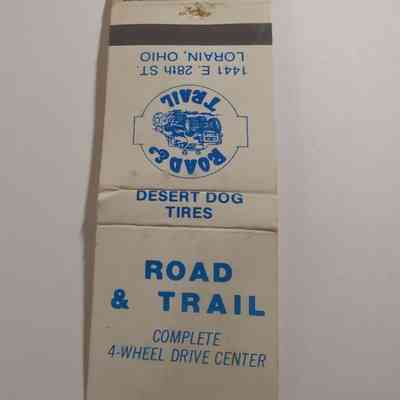 1441 E. 28th ST.
LORAIN, OHIO
ROAD &
TRAIL
DESERT DOG
TIRES
ROAD
& TRAIL
COMPLETE
4-WHEEL DRIVE CENTER